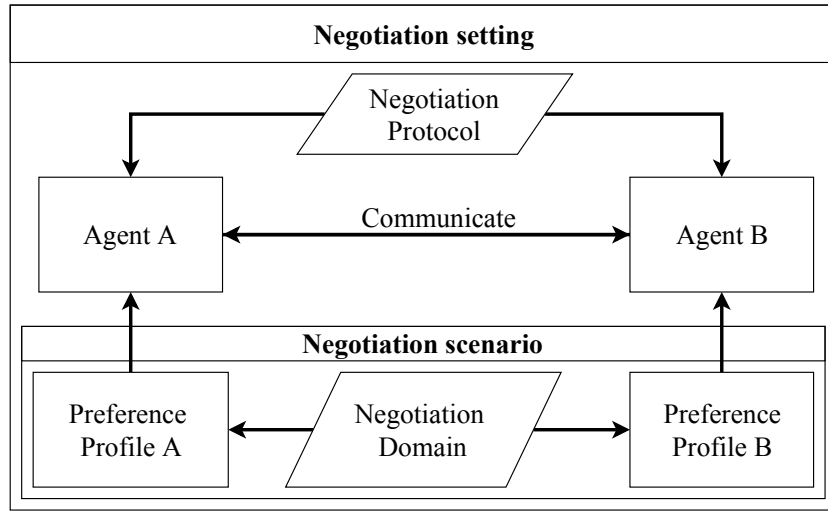 Negotiation setting
Negotiation
Protocol
Agent A
Communicate
Agent B
Negotiation scenario
Preference
Profile A
Negotiation
Domain
Preference
Profile B